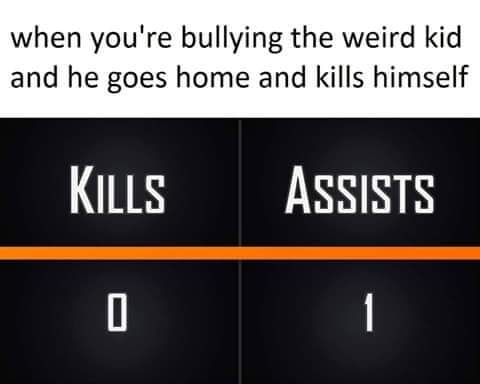 when you're bullying the weird kid
and he goes home and kills himself
KILLS ASSISTS
0 1